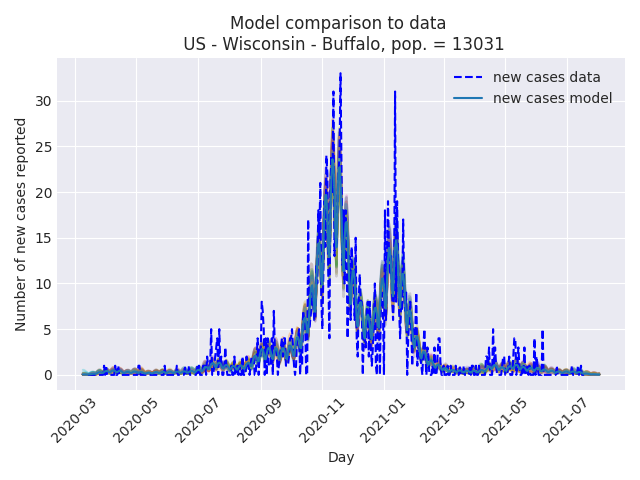 Model comparison to data
US - Wisconsin - Buffalo, pop. = 13031
new cases data
new cases model
Number of new cases reported
30
25
20
15
10
5
0
2020-03
2020-05
2020-07
2020-09
2020-11
2021-01
2021-03
2021-05
2021-07
Day